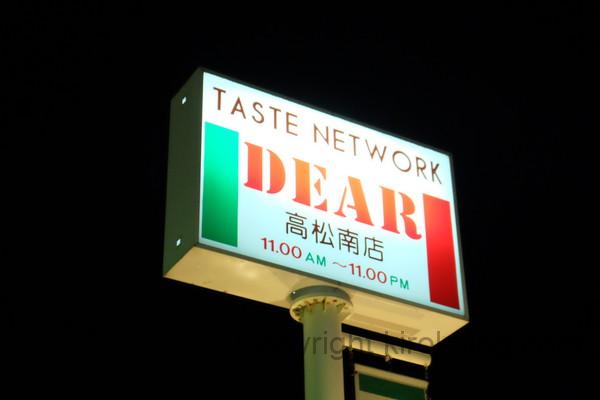 TASTE NETWORK
DEAR
高松南店
11.00 AM ～11.00 PM